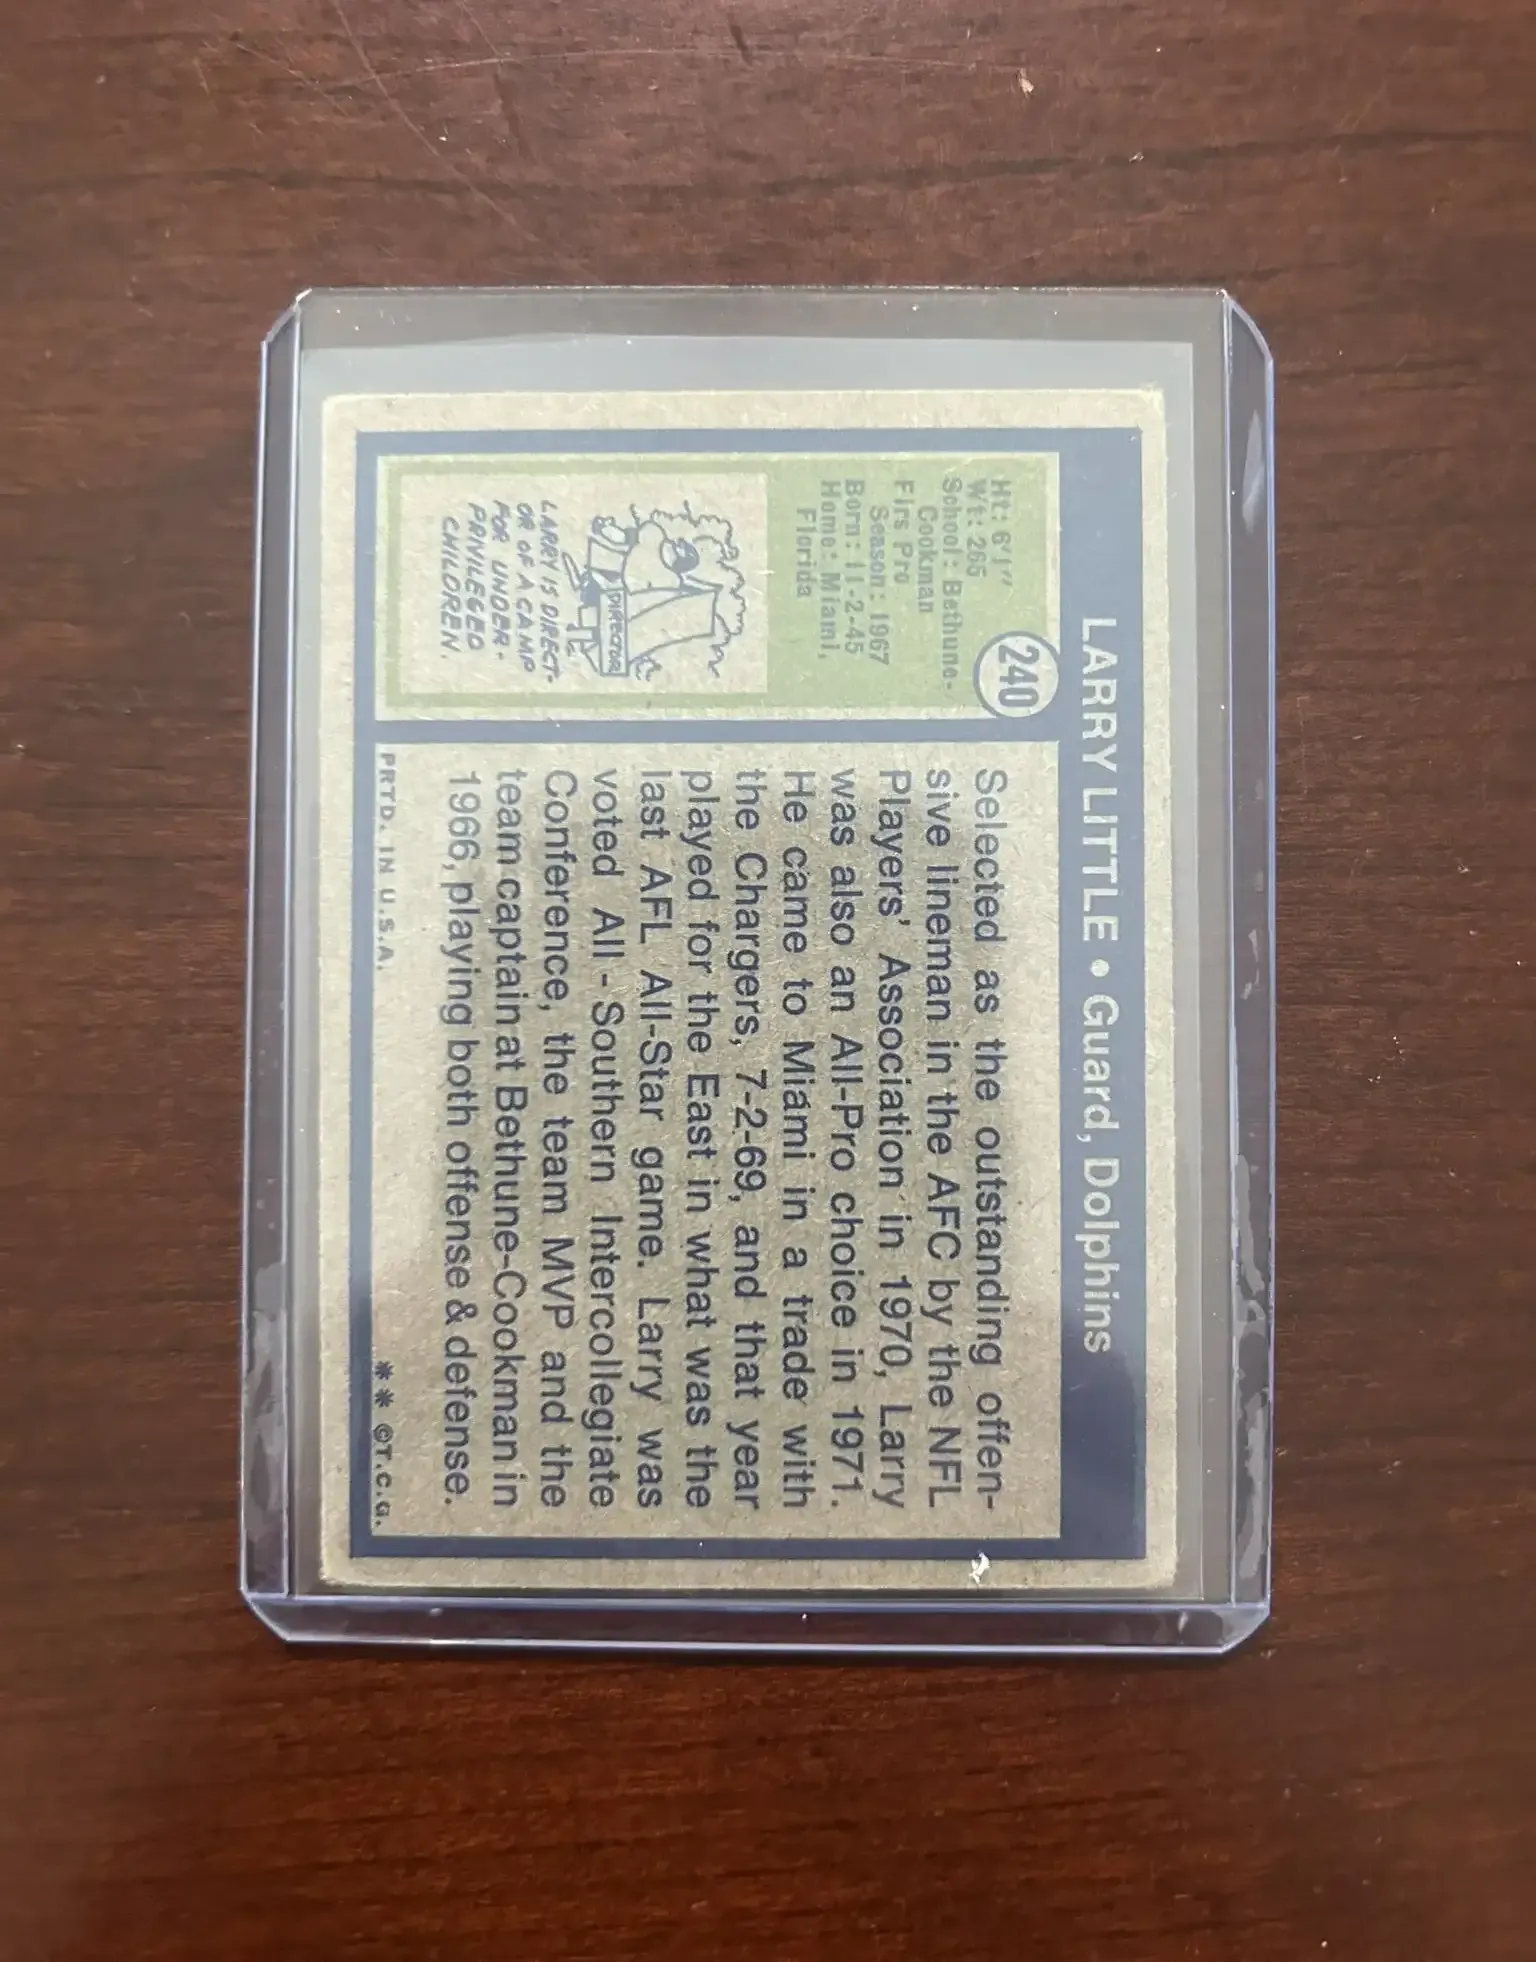 LARRY LITTLE • Guard, Dolphins
240
Ht: 6'1"
Wt: 265
School: Bethune-
Cookman
Firs Pro
Season: 1967
Born: 11-2-45
Home: Miami,
Florida
DIRECTOR
LARRY IS DIRECT-
OR OF A CAMP
FOR UNDER-
PRIVILEGED
CHILDREN.
Selected as the outstanding offen-
sive lineman in the AFC by the NFL
Players' Association in 1970, Larry
was also an All-Pro choice in 1971.
He came to Miami in a trade with
the Chargers, 7-2-69, and that year
played for the East in what was the
last AFL All-Star game. Larry was
voted All-Southern Intercollegiate
Conference, the team MVP and the
team captain at Bethune-Cookman in
1966, playing both offense & defense.
PRTD. IN U.S.A.
** ©T.C.G.